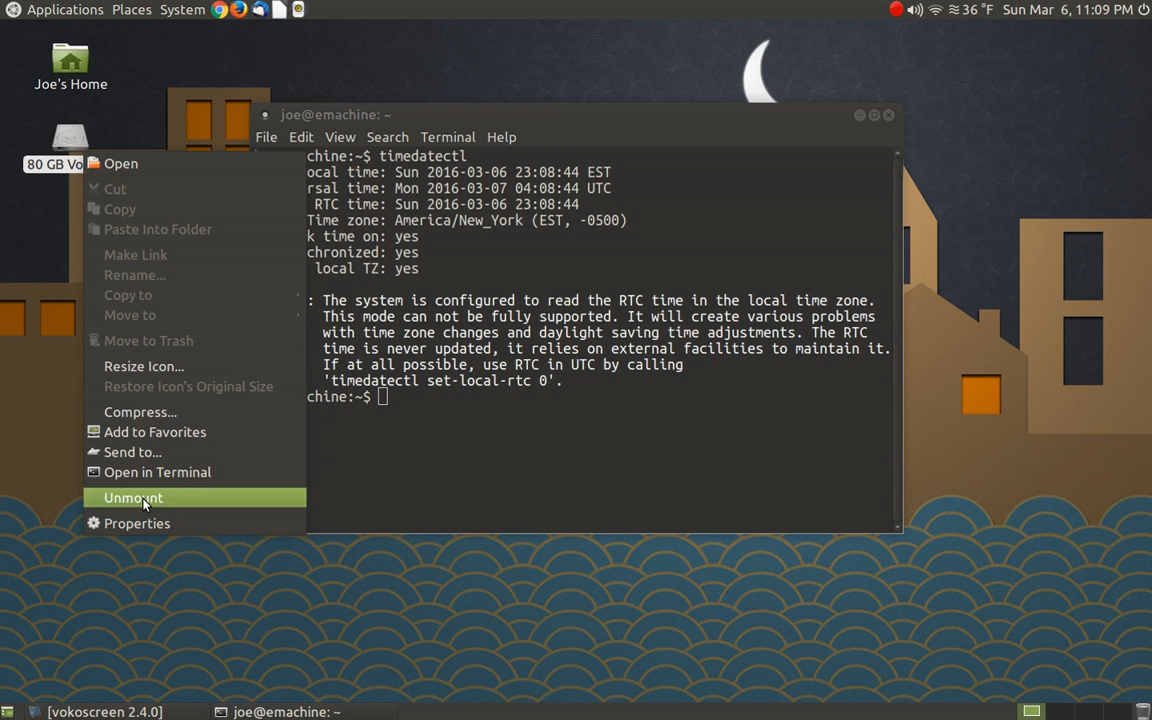 Applications Places System
36 °F Sun Mar 6, 11:09 PM
Joe's Home
80 GB Vo
joe@emachine: ~
File Edit View Search Terminal Help
chine:~$ timedatectl
ocal time: Sun 2016-03-06 23:08:44 EST
rsal time: Mon 2016-03-07 04:08:44 UTC
RTC time: Sun 2016-03-06 23:08:44
Time zone: America/New_York (EST, -0500)
k time on: yes
chronized: yes
local TZ: yes
: The system is configured to read the RTC time in the local time zone.
This mode can not be fully supported. It will create various problems
with time zone changes and daylight saving time adjustments. The RTC
time is never updated, it relies on external facilities to maintain it.
If at all possible, use RTC in UTC by calling
'timedatectl set-local-rtc 0'.
chine:~$
Open
Cut
Copy
Paste Into Folder
Make Link
Rename...
Copy to
Move to
Move to Trash
Resize Icon...
Restore Icon's Original Size
Compress...
Add to Favorites
Send to...
Open in Terminal
Unmount
Properties
[vokoscreen 2.4.0]
joe@emachine: ~